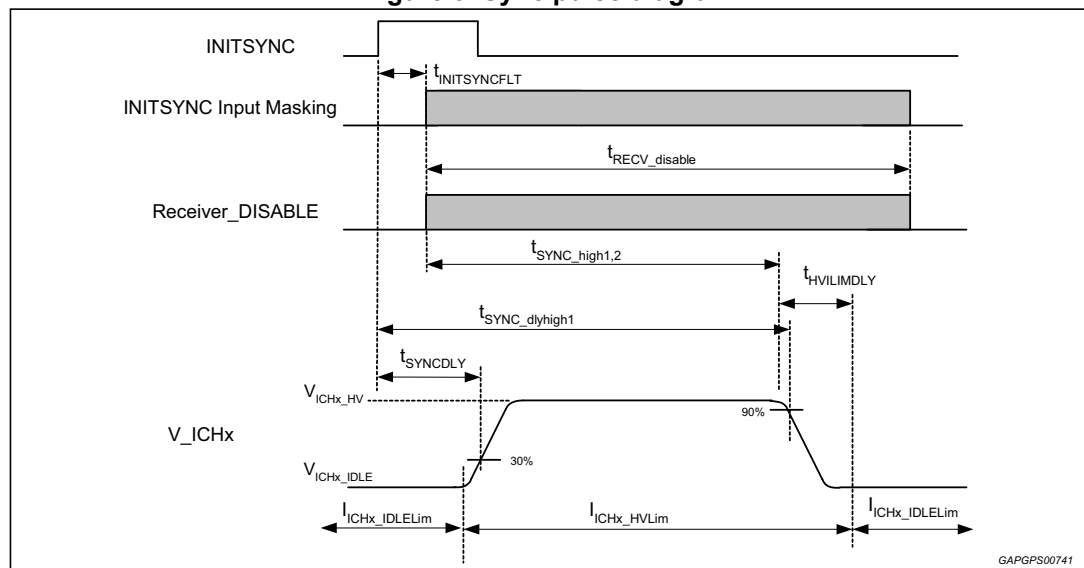 INITSYNC
tINITSYNCFLT
INITSYNC Input Masking
tRECV_disable
Receiver_DISABLE
tSYNC_high1,2
tHVILIMDLY
tSYNC_dlyhigh1
tSYNCDLY
VICHx_HV
90%
V_ICHx
30%
VICHx_IDLE
IICHx_IDLELim
IICHx_HVLim
IICHx_IDLELim
GAPGPS00741